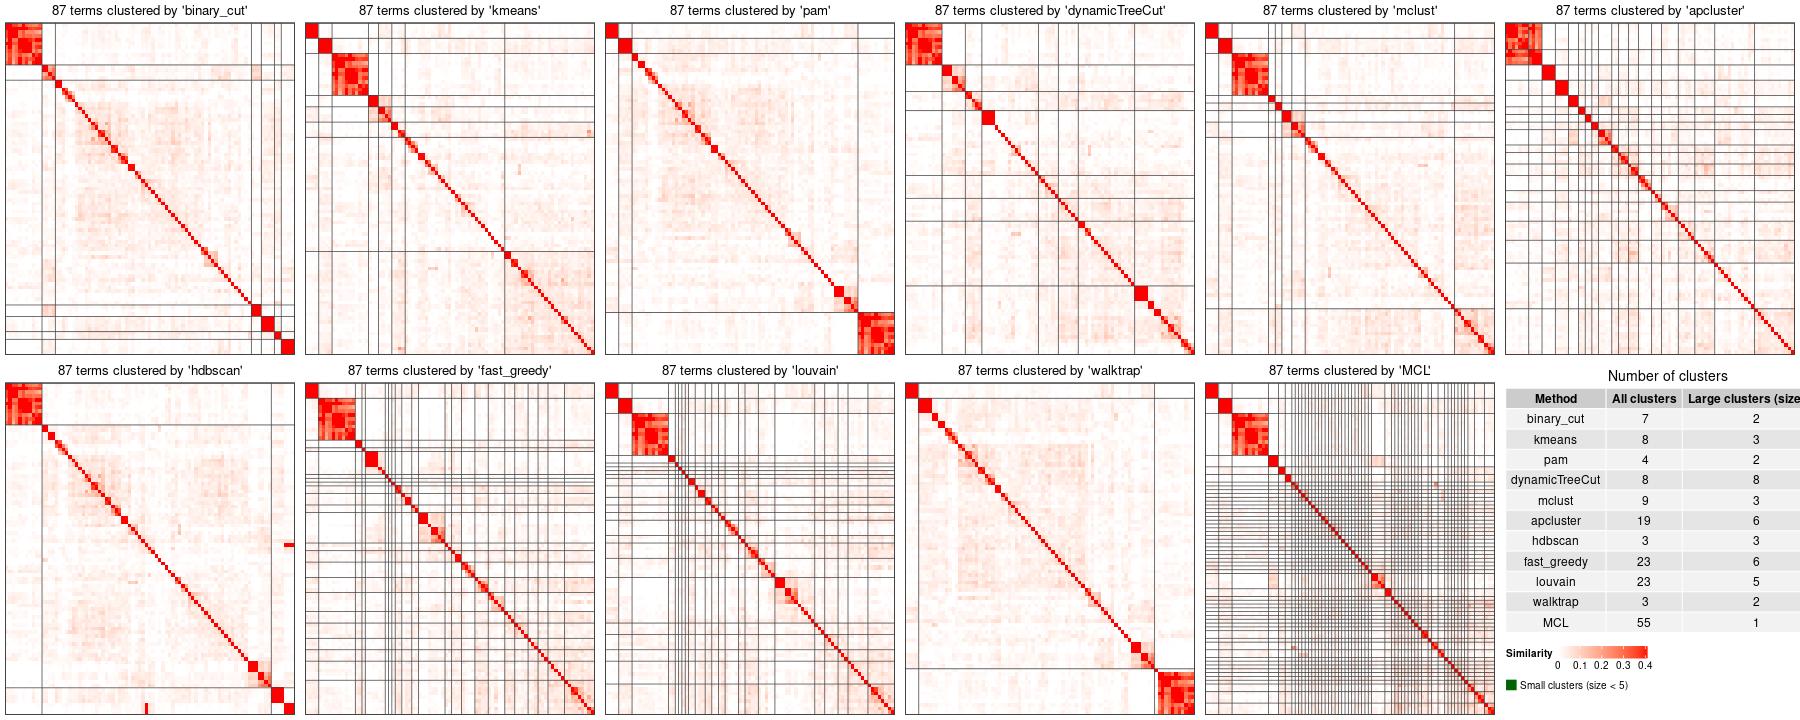 87 terms clustered by 'binary_cut'
87 terms clustered by 'kmeans'
87 terms clustered by 'pam'
87 terms clustered by 'dynamicTreeCut'
87 terms clustered by 'mclust'
87 terms clustered by 'apcluster'
87 terms clustered by 'hdbscan'
87 terms clustered by 'fast_greedy'
87 terms clustered by 'louvain'
87 terms clustered by 'walktrap'
87 terms clustered by 'MCL'
Number of clusters
Method All clusters Large clusters (size
binary_cut 7 2
kmeans 8 3
pam 4 2
dynamicTreeCut 8 8
mclust 9 3
apcluster 19 6
hdbscan 3 3
fast_greedy 23 6
louvain 23 5
walktrap 3 2
MCL 55 1
Similarity
0 0.1 0.2 0.3 0.4
Small clusters (size < 5)